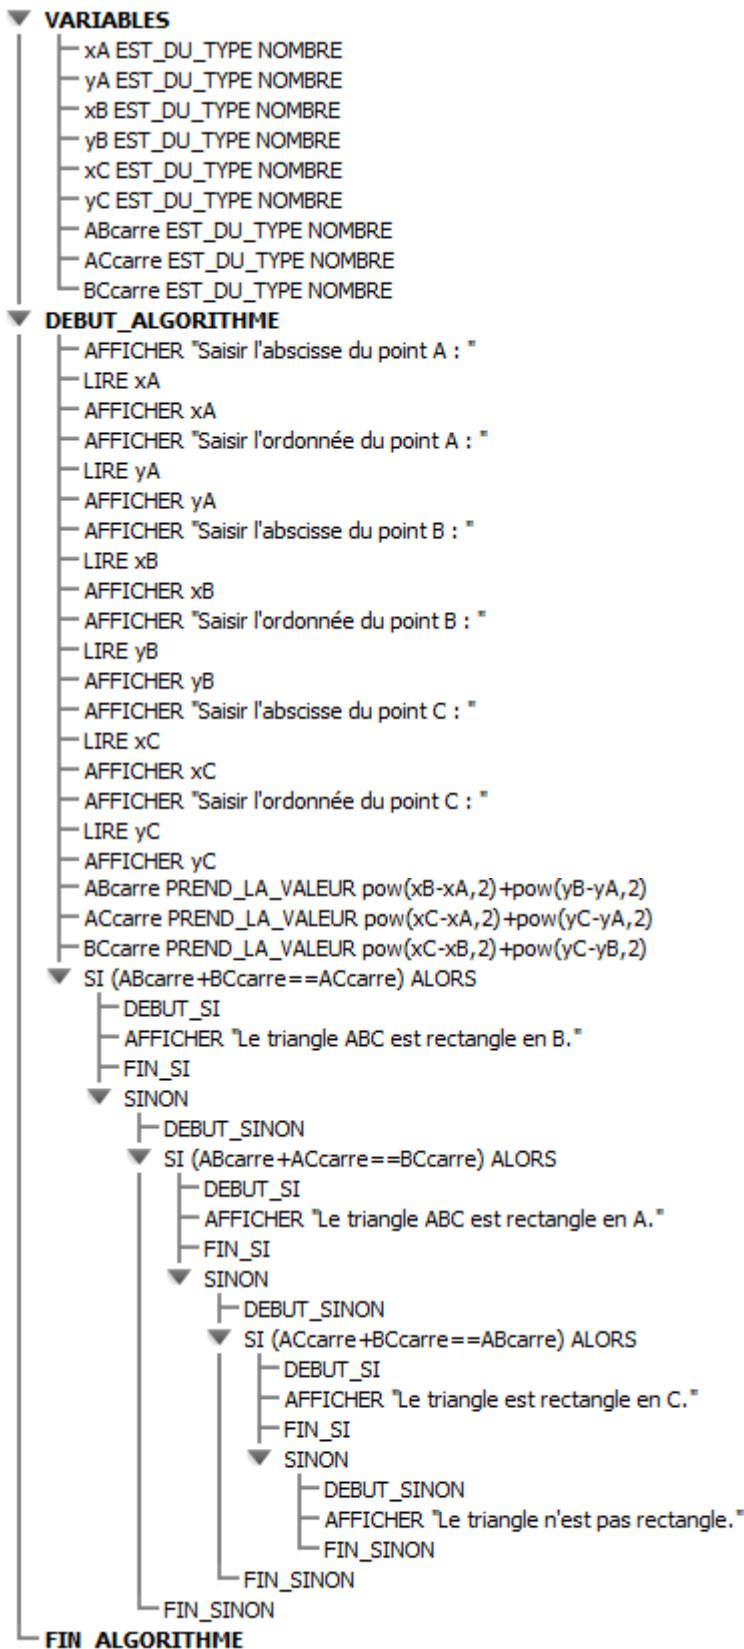 VARIABLES
xA EST_DU_TYPE NOMBRE
yA EST_DU_TYPE NOMBRE
xB EST_DU_TYPE NOMBRE
yB EST_DU_TYPE NOMBRE
xC EST_DU_TYPE NOMBRE
yC EST_DU_TYPE NOMBRE
ABcarre EST_DU_TYPE NOMBRE
ACcarre EST_DU_TYPE NOMBRE
BCcarre EST_DU_TYPE NOMBRE
DEBUT_ALGORITHME
AFFICHER "Saisir l'abscisse du point A : "
LIRE xA
AFFICHER xA
AFFICHER "Saisir l'ordonnée du point A : "
LIRE yA
AFFICHER yA
AFFICHER "Saisir l'abscisse du point B : "
LIRE xB
AFFICHER xB
AFFICHER "Saisir l'ordonnée du point B : "
LIRE yB
AFFICHER yB
AFFICHER "Saisir l'abscisse du point C : "
LIRE xC
AFFICHER xC
AFFICHER "Saisir l'ordonnée du point C : "
LIRE yC
AFFICHER yC
ABcarre PREND_LA_VALEUR pow(xB-xA,2)+pow(yB-yA,2)
ACcarre PREND_LA_VALEUR pow(xC-xA,2)+pow(yC-yA,2)
BCcarre PREND_LA_VALEUR pow(xC-xB,2)+pow(yC-yB,2)
SI (ABcarre+BCcarre==ACcarre) ALORS
DEBUT_SI
AFFICHER "Le triangle ABC est rectangle en B."
FIN_SI
SINON
DEBUT_SINON
SI (ABcarre+ACcarre==BCcarre) ALORS
DEBUT_SI
AFFICHER "Le triangle ABC est rectangle en A."
FIN_SI
SINON
DEBUT_SINON
SI (ACcarre+BCcarre==ABcarre) ALORS
DEBUT_SI
AFFICHER "Le triangle est rectangle en C."
FIN_SI
SINON
DEBUT_SINON
AFFICHER "Le triangle n'est pas rectangle."
FIN_SINON
FIN_SINON
FIN_SINON
FIN_ALGORITHME